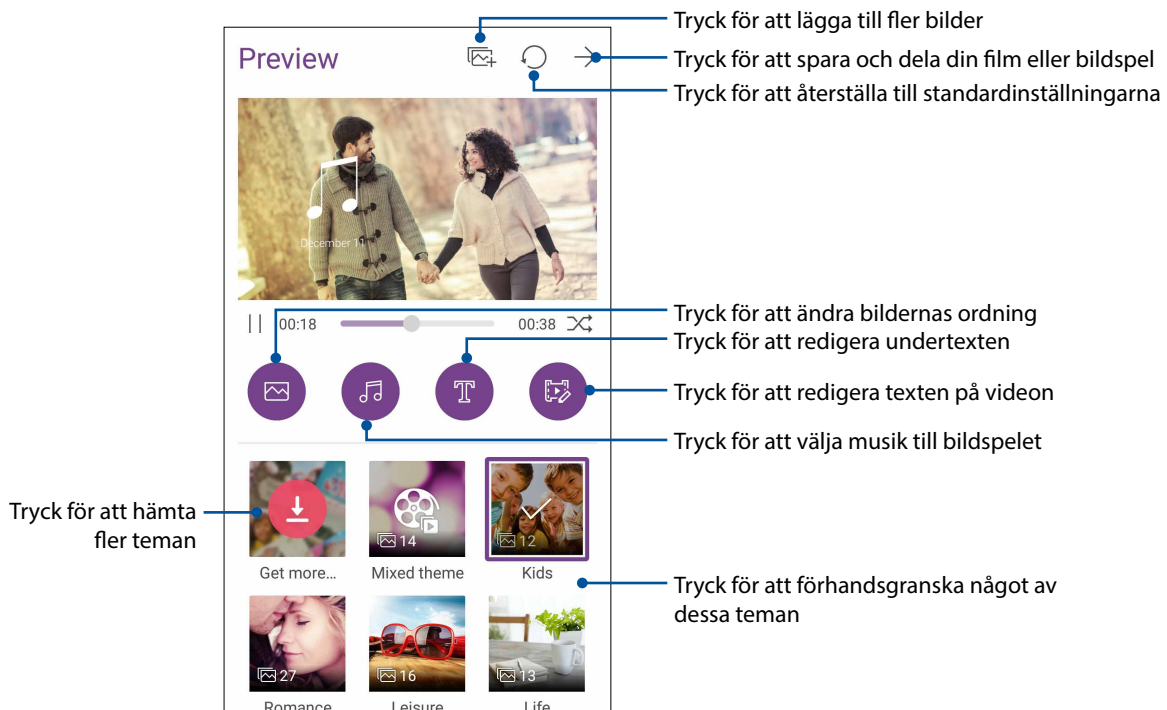 Tryck för att lägga till fler bilder
Preview
Tryck för att spara och dela din film eller bildspel
Tryck för att återställa till standardinställningarna
December 11
Tryck för att ändra bildernas ordning
00:18
00:38
Tryck för att redigera undertexten
Tryck för att redigera texten på videon
Tryck för att välja musik till bildspelet
Tryck för att hämta
fler teman
14
12
Get more...
Mixed theme
Kids
Tryck för att förhandsgranska något av
dessa teman
27
16
13
Romance
Leisure
Life